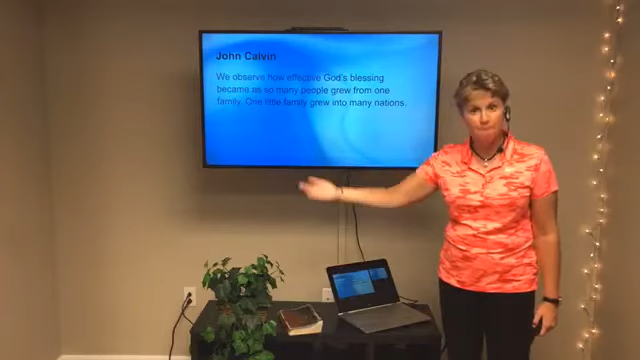 John Calvin
We observe how effective God's blessing
became as so many people grew from one
family. One little family grew into many nations.